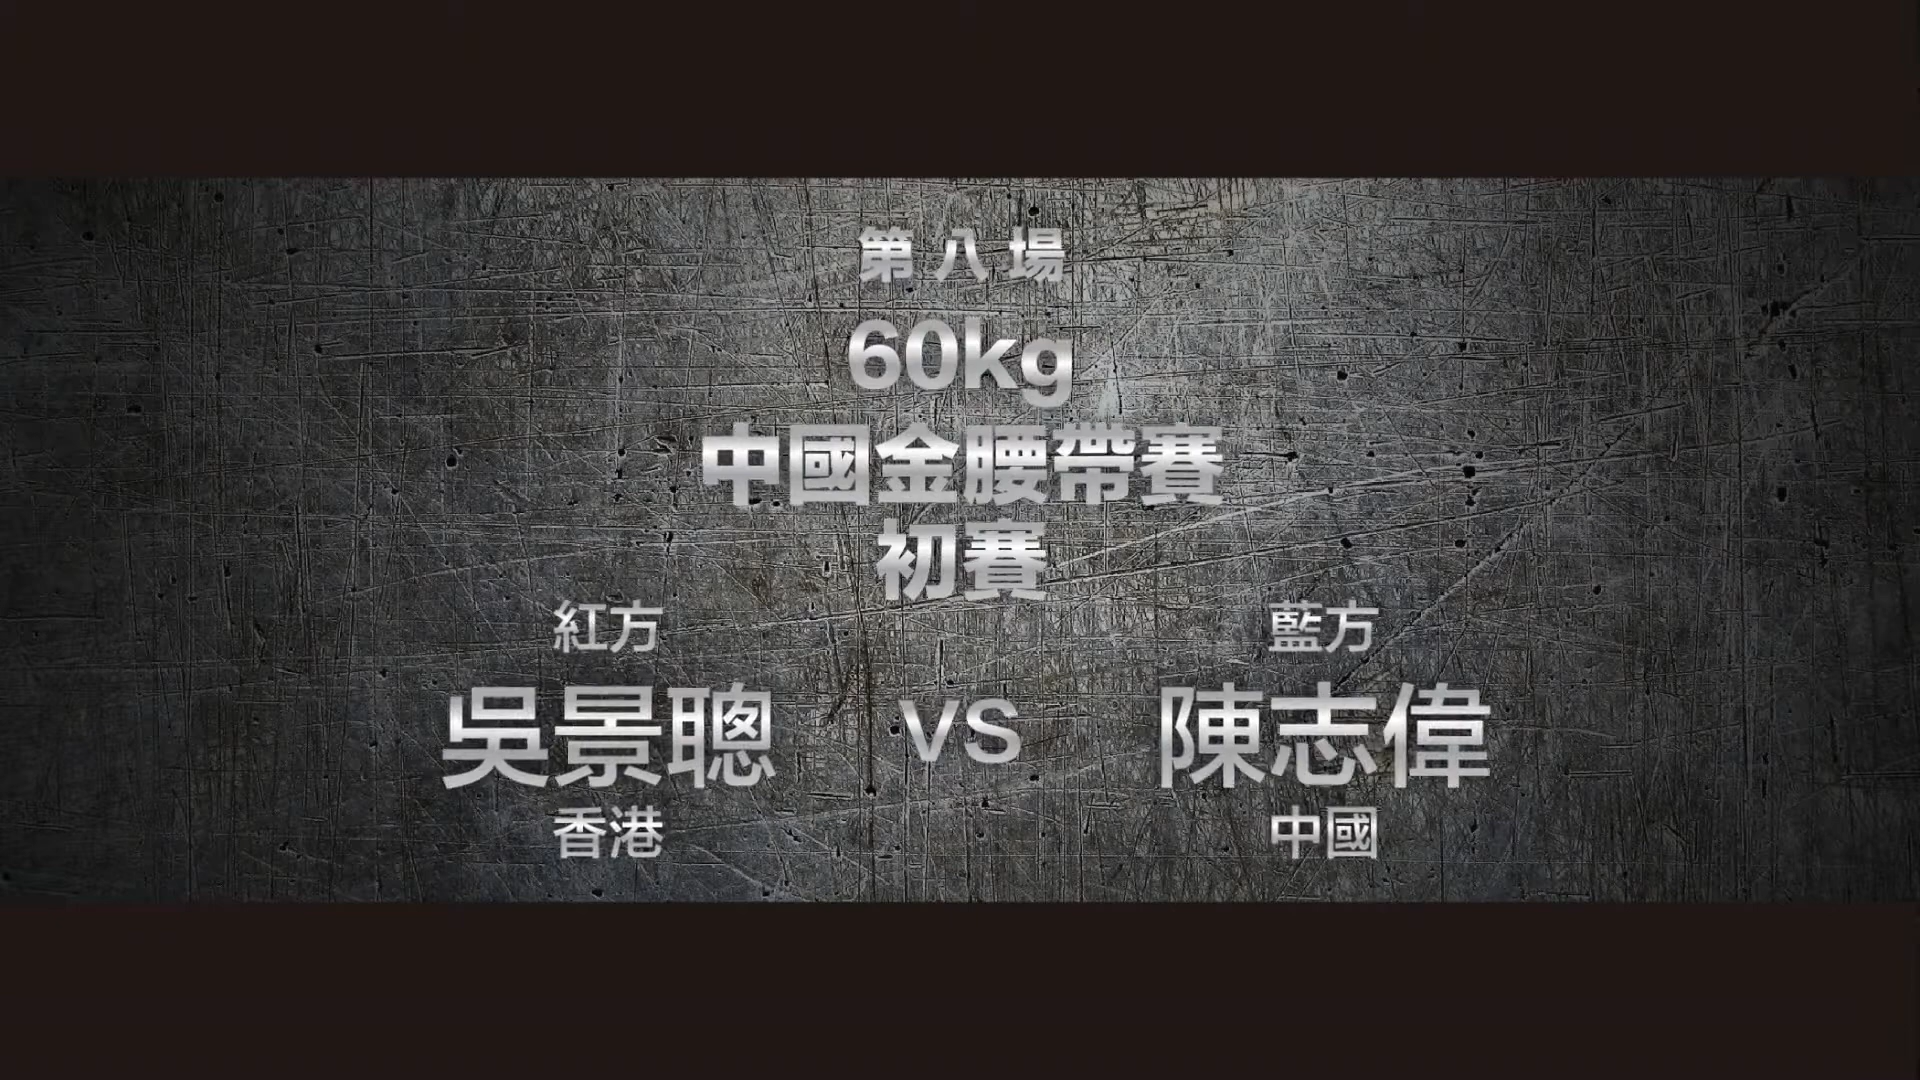 第八場
60kg
中國金腰帶賽
初賽
紅方
藍方
吳景聰
VS
陳志偉
香港
中國